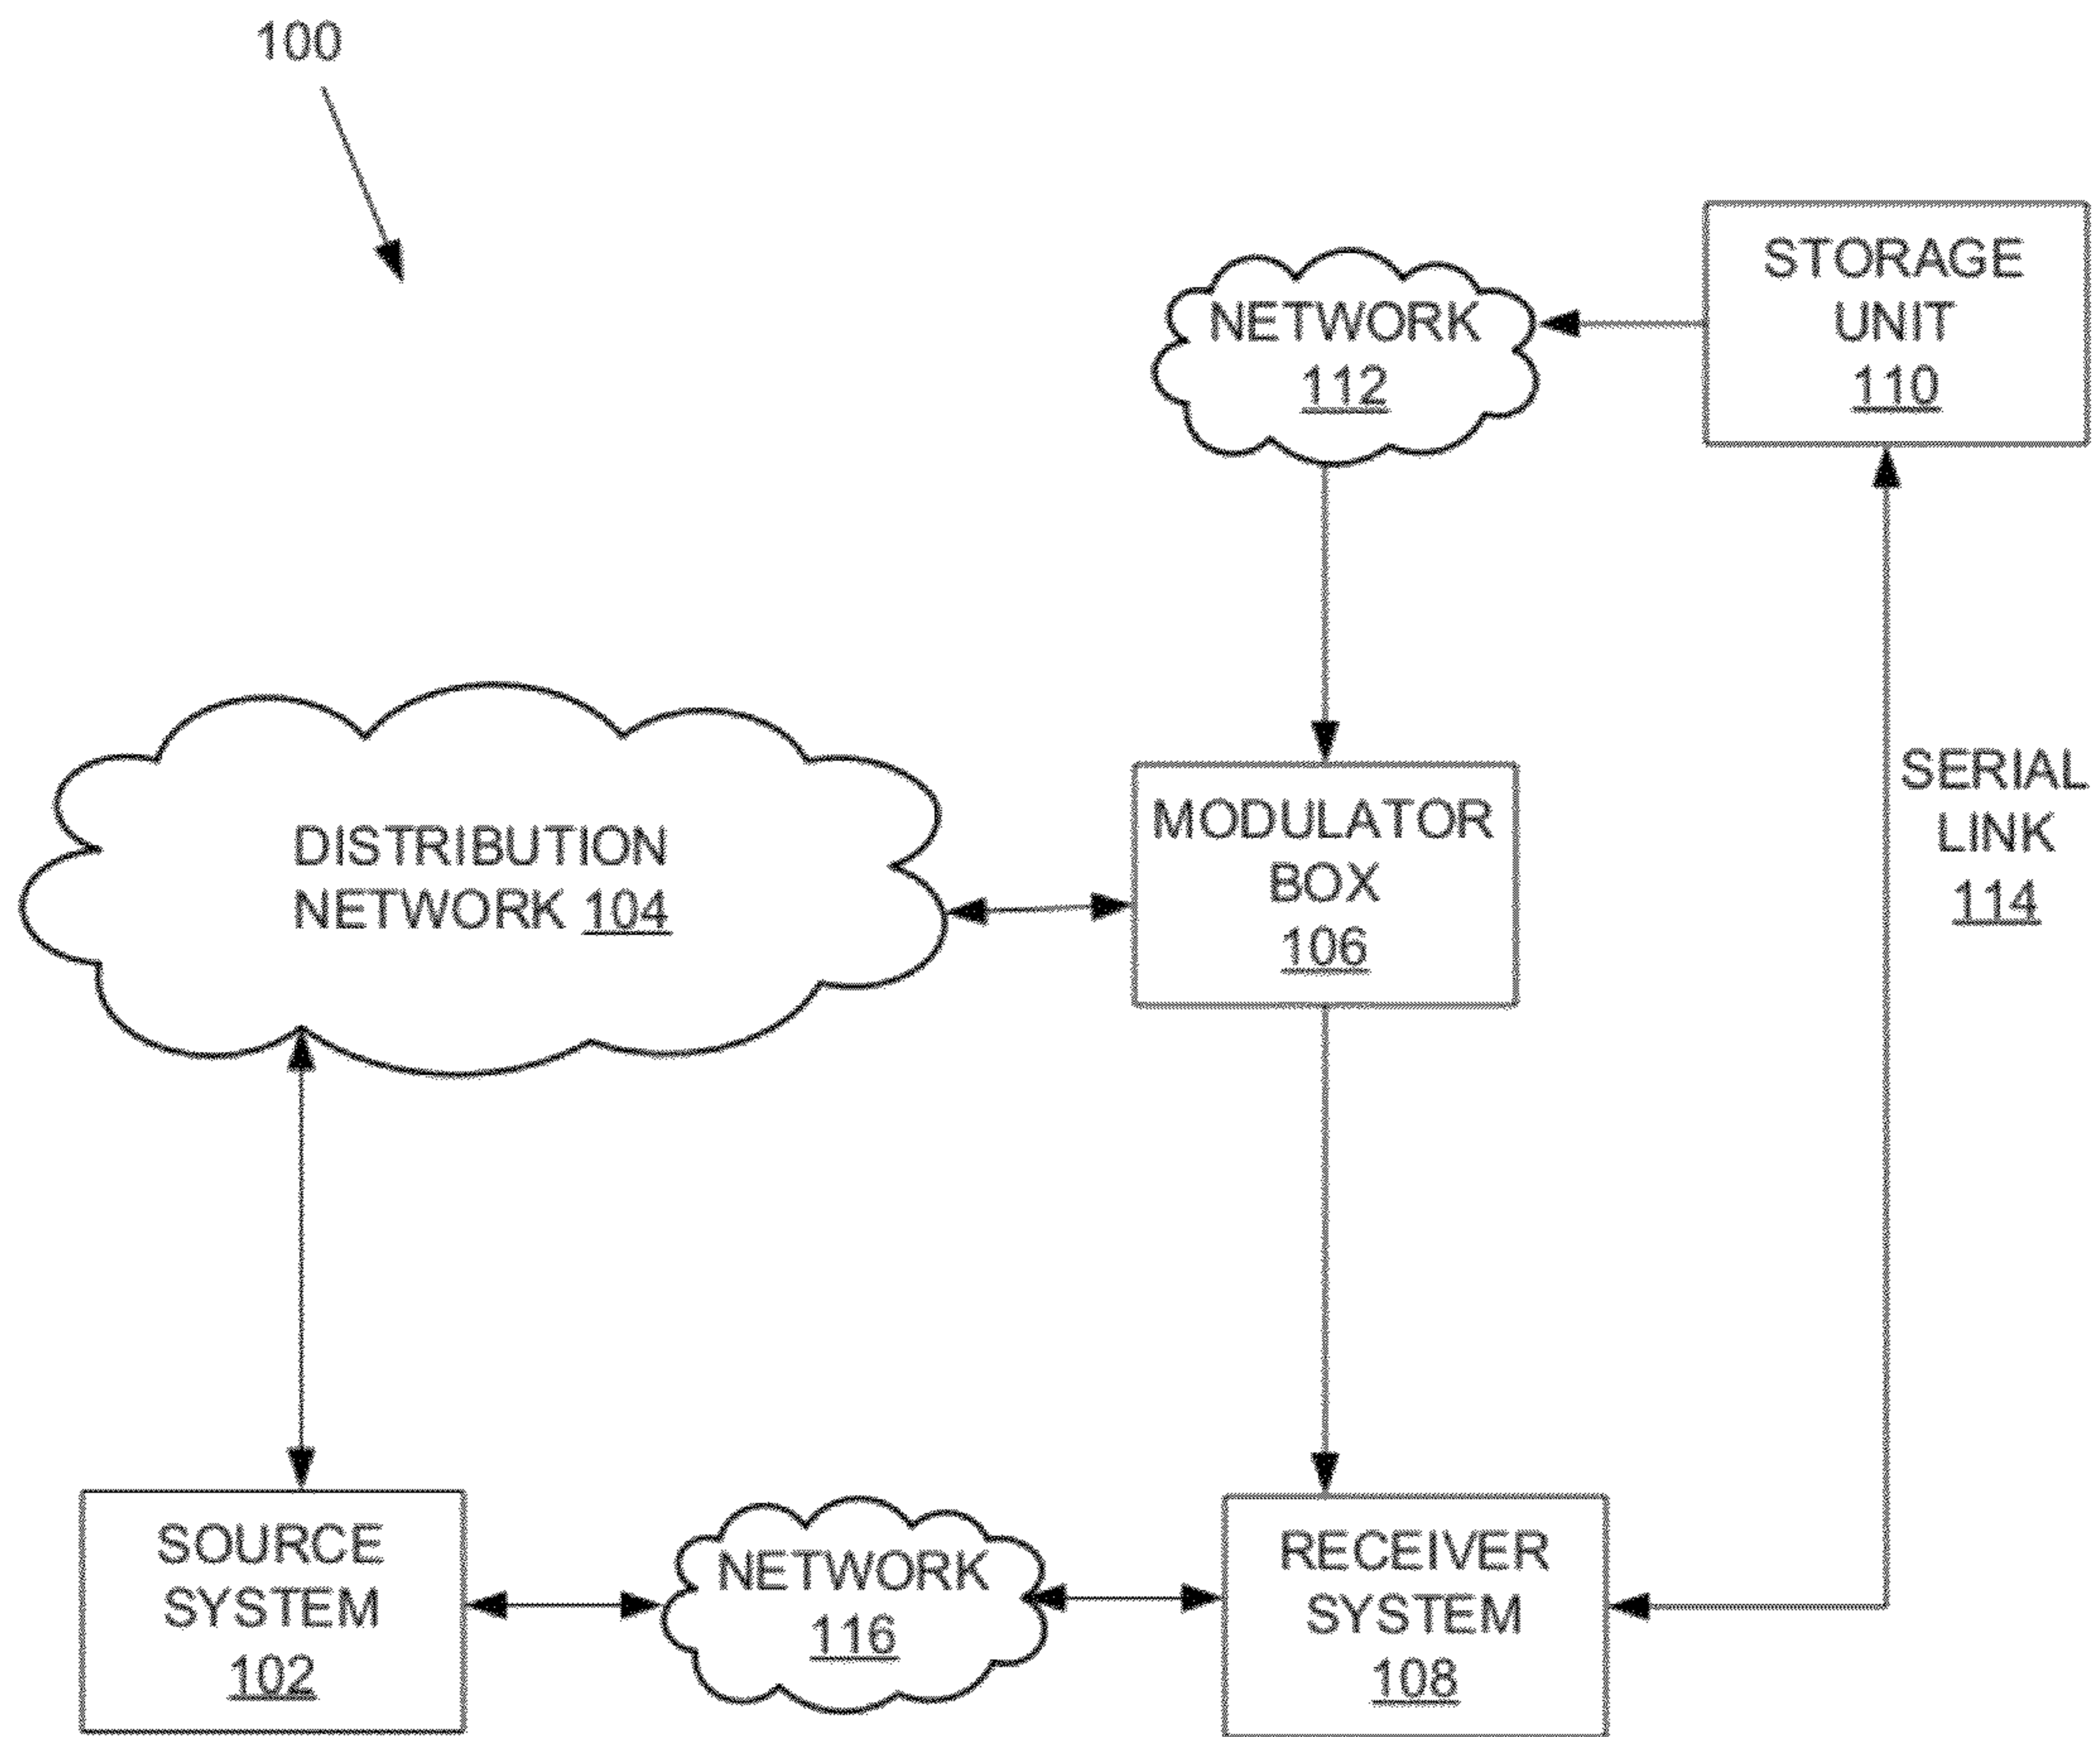 100
STORAGE
UNIT
110
NETWORK
112
MODULATOR
BOX
106
SERIAL
LINK
114
DISTRIBUTION
NETWORK 104
SOURCE
SYSTEM
102
NETWORK
116
RECEIVER
SYSTEM
108